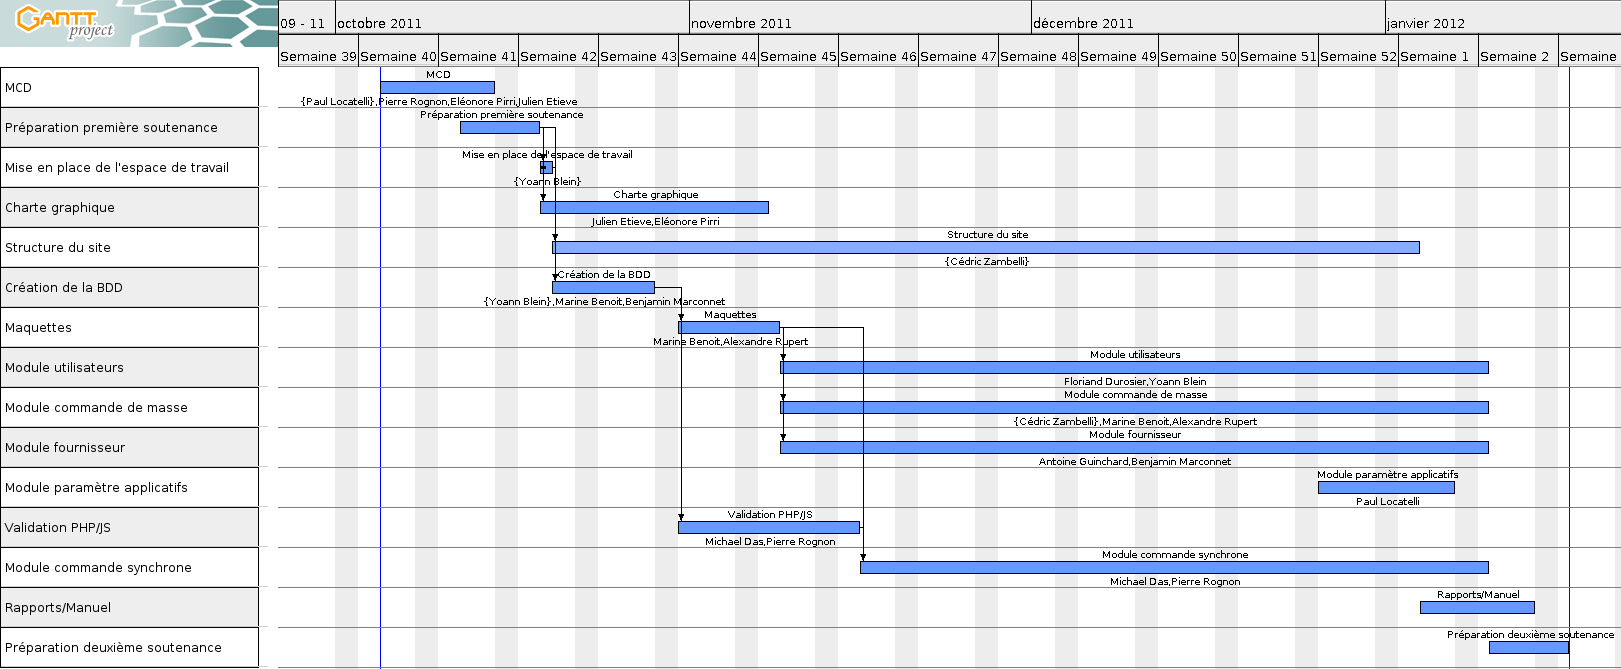 GANTT
project
09 - 11 octobre 2011 novembre 2011 décembre 2011 janvier 2012
Semaine 39 Semaine 40 Semaine 41 Semaine 42 Semaine 43 Semaine 44 Semaine 45 Semaine 46 Semaine 47 Semaine 48 Semaine 49 Semaine 50 Semaine 51 Semaine 52 Semaine 1 Semaine 2 Semaine
MCD
MCD
{Paul Locatelli},Pierre Rognon,Eléonore Pirri,Julien Etieve
Préparation première soutenance
Préparation première soutenance
Mise en place de l'espace de travail
Mise en place de l'espace de travail
{Yoann Blein}
Charte graphique
Charte graphique
Julien Etieve,Eléonore Pirri
Structure du site
Structure du site
{Cédric Zambelli}
Création de la BDD
Création de la BDD
{Yoann Blein},Marine Benoit,Benjamin Marconnet
Maquettes
Maquettes
Marine Benoit,Alexandre Rupert
Module utilisateurs
Module utilisateurs
Floriand Durosier,Yoann Blein
Module commande de masse
Module commande de masse
{Cédric Zambelli},Marine Benoit,Alexandre Rupert
Module fournisseur
Module fournisseur
Antoine Guinchard,Benjamin Marconnet
Module paramètre applicatifs
Module paramètre applicatifs
Paul Locatelli
Validation PHP/JS
Validation PHP/JS
Michael Das,Pierre Rognon
Module commande synchrone
Module commande synchrone
Michael Das,Pierre Rognon
Rapports/Manuel
Rapports/Manuel
Préparation deuxième soutenance
Préparation deuxième soutenance